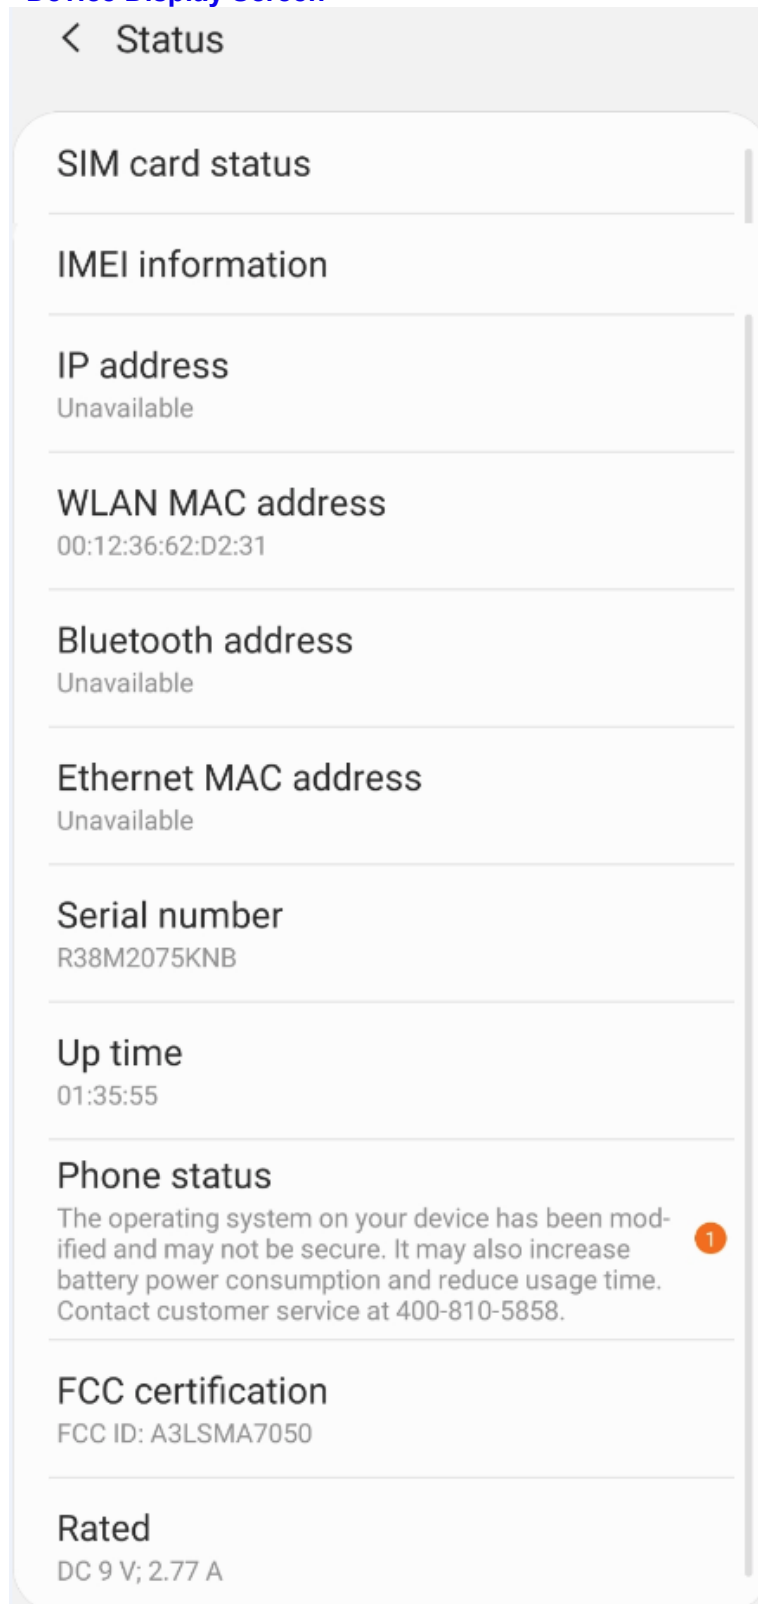 Device Display Screen
Status
SIM card status
IMEI information
IP address
Unavailable
WLAN MAC address
00:12:36:62:D2:31
Bluetooth address
Unavailable
Ethernet MAC address
Unavailable
Serial number
R38M2075KNB
Up time
01:35:55
Phone status
The operating system on your device has been mod-
ified and may not be secure. It may also increase
battery power consumption and reduce usage time.
Contact customer service at 400-810-5858.
1
FCC certification
FCC ID: A3LSMA7050
Rated
DC 9 V; 2.77 A